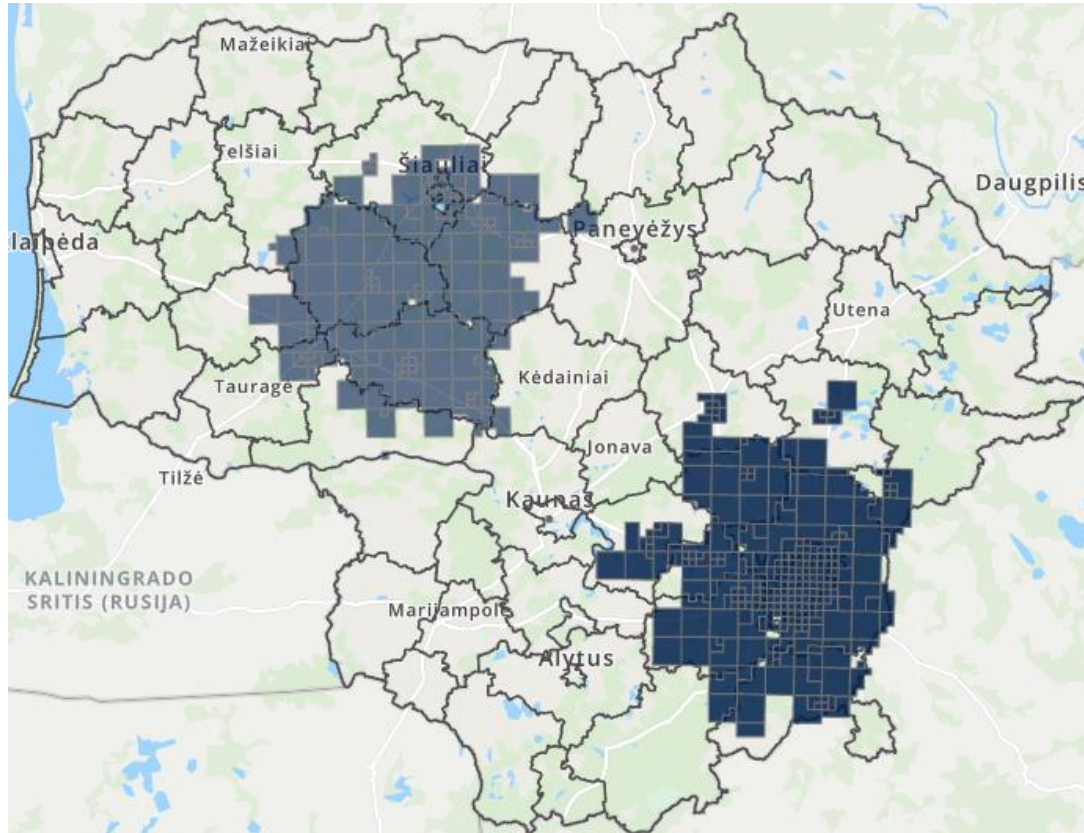 Mažeikiai
Telšiai
Šiauliai
Daugpilis
Panevėžys
laipėda
Utena
Kėdainiai
Tauragė
Jonava
Tilžė
Kaunas
KALININGRADO
SRITIS (RUSIJA)
Marijampolė
Alytus